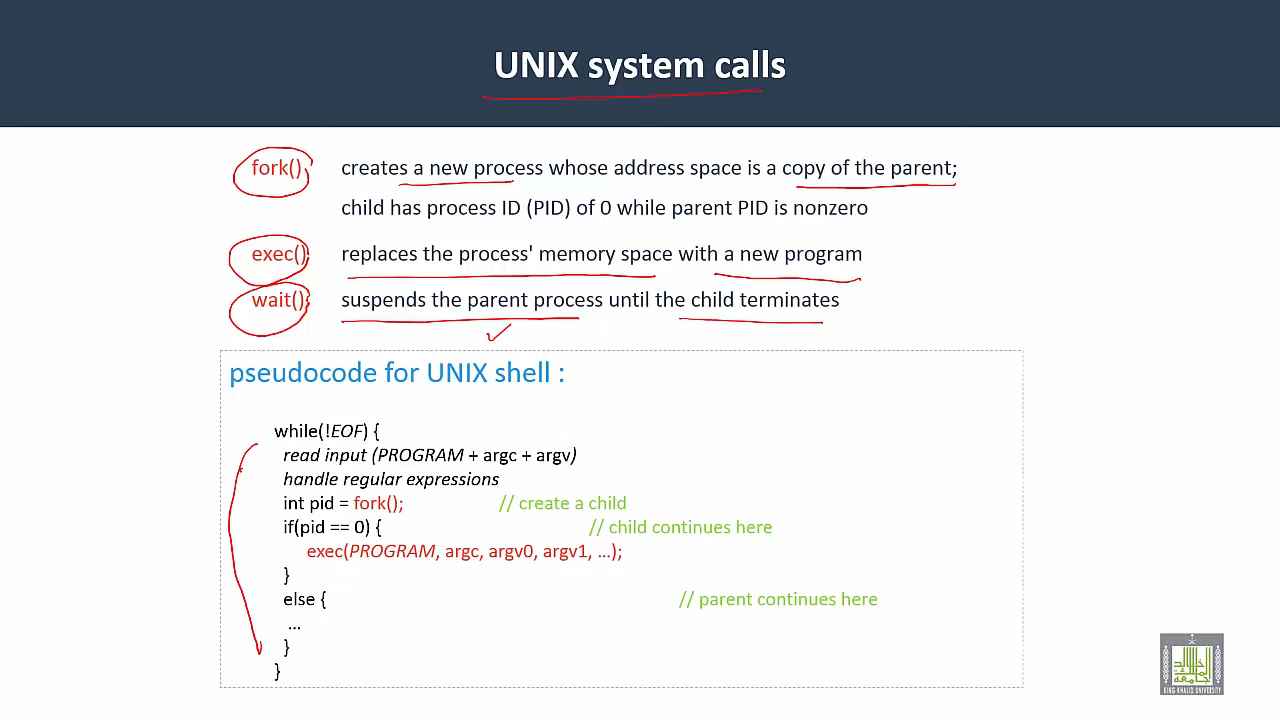 UNIX system calls
fork() creates a new process whose address space is a copy of the parent;
child has process ID (PID) of 0 while parent PID is nonzero
exec() replaces the process' memory space with a new program
wait() suspends the parent process until the child terminates
pseudocode for UNIX shell :
while(!EOF) {
read input (PROGRAM + argc + argv)
handle regular expressions
int pid = fork(); // create a child
if(pid == 0) { // child continues here
exec(PROGRAM, argc, argv0, argv1, …);
}
else { // parent continues here
…
}
}
KING KHALID UNIVERSITY